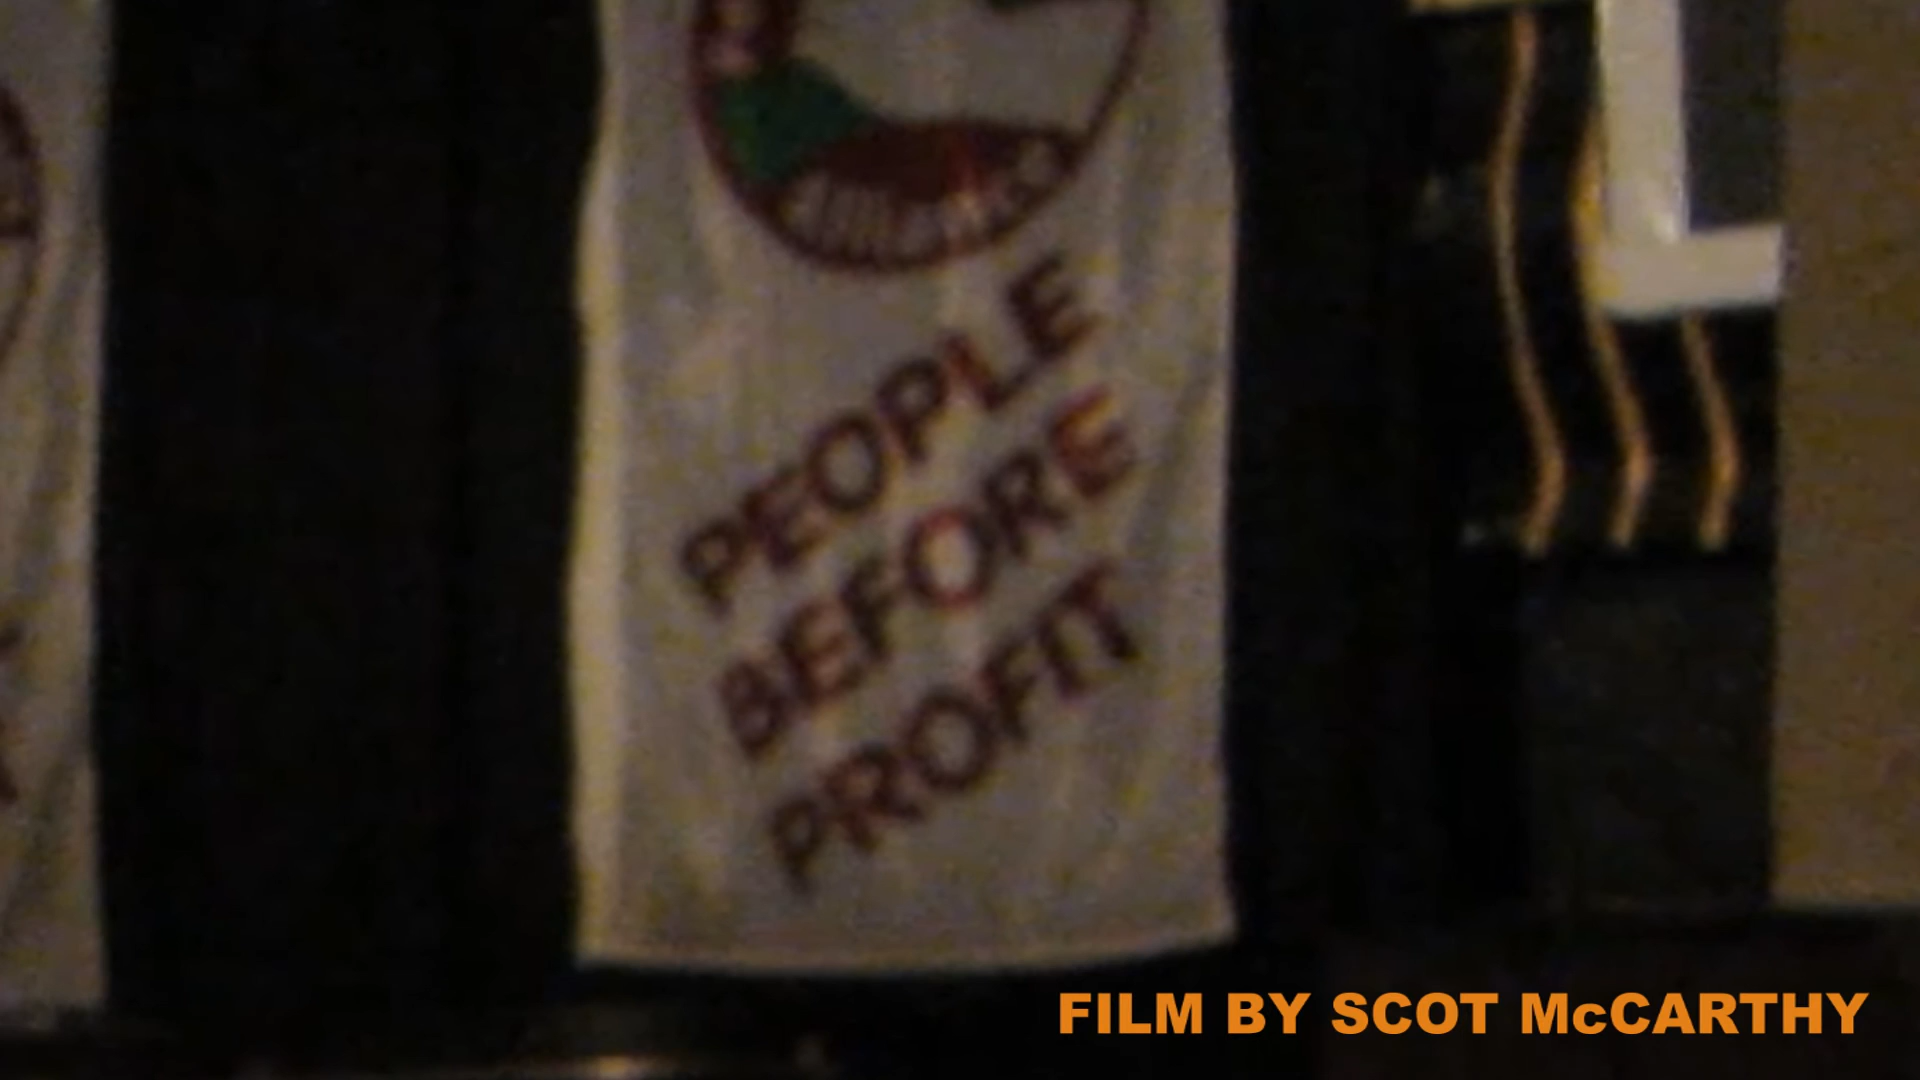 PEOPLE
BEFORE
PROFIT
FILM BY SCOT McCARTHY